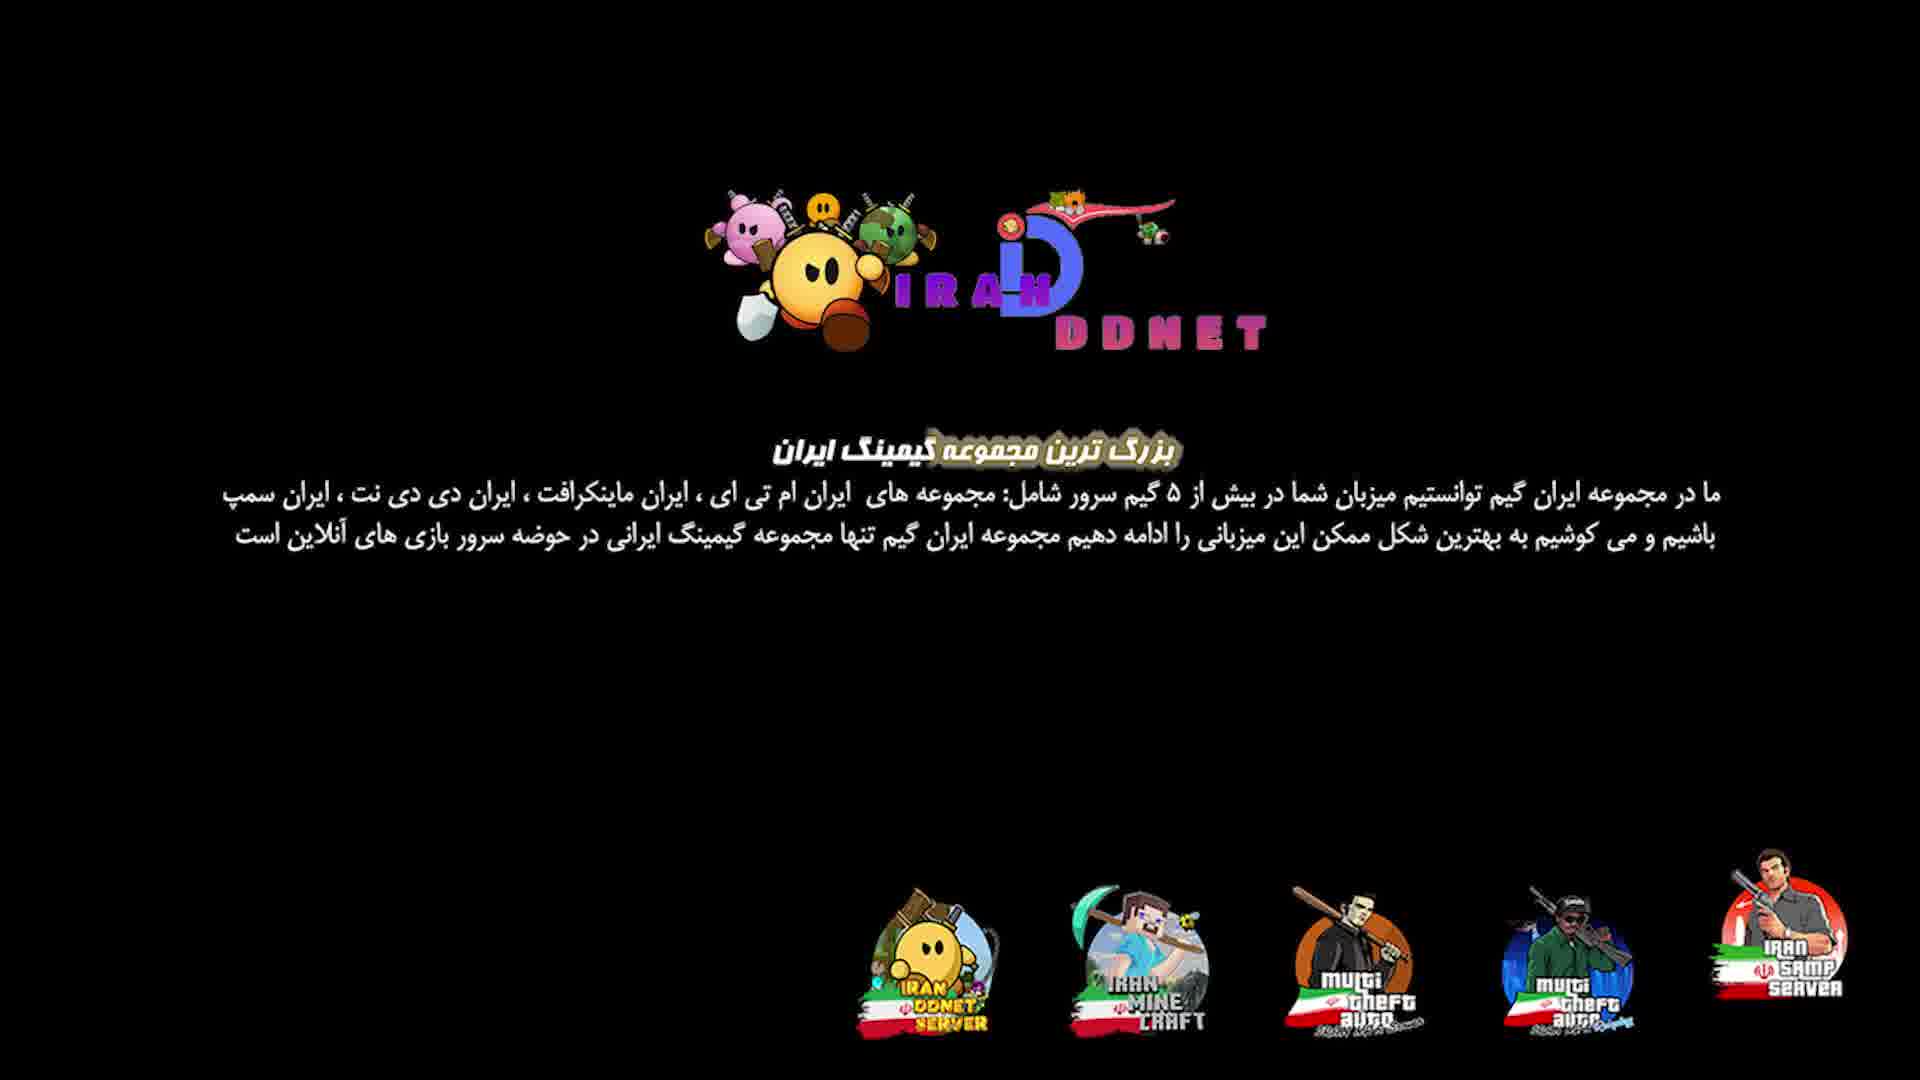 IRAN
DDNET
بزرگ ترین مجموعه گیمینگ ایران
ما در مجموعه ایران گیم توانستیم میزبان شما در بیش از ۵ گیم سرور شامل: مجموعه های ایران ام تی ای ، ایران ماینکرافت ، ایران دی دی نت ، ایران سمپ
باشیم و می کوشیم به بهترین شکل ممکن این میزبانی را ادامه دهیم مجموعه ایران گیم تنها مجموعه گیمینگ ایرانی در حوضه سرور بازی های آنلاین است
IRAN
DDNET
SERVER
IRAN
MINE
CRAFT
multi
theft
auto
multi
theft
auto
IRAN
SAMP
SERVER